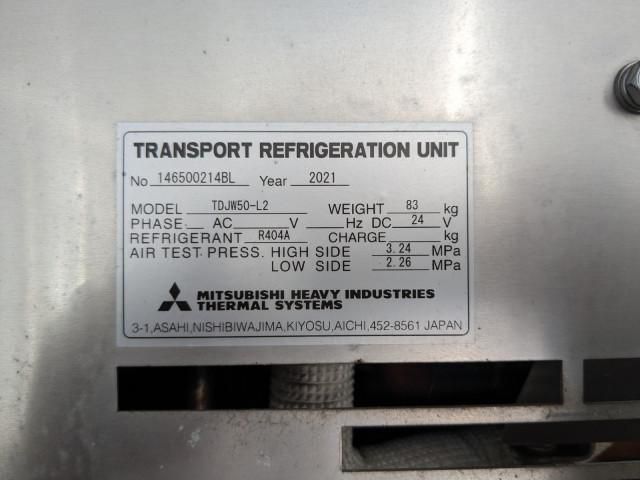 TRANSPORT REFRIGERATION UNIT
No 146500214BL Year 2021
MODEL TDJW50-L2 WEIGHT 83 kg
PHASE AC V Hz DC 24 V
REFRIGERANT R404A CHARGE kg
AIR TEST PRESS. HIGH SIDE 3.24 MPa
LOW SIDE 2.26 MPa
MITSUBISHI HEAVY INDUSTRIES
THERMAL SYSTEMS
3-1,ASAHI,NISHIBIWAJIMA,KIYOSU,AICHI,452-8561 JAPAN